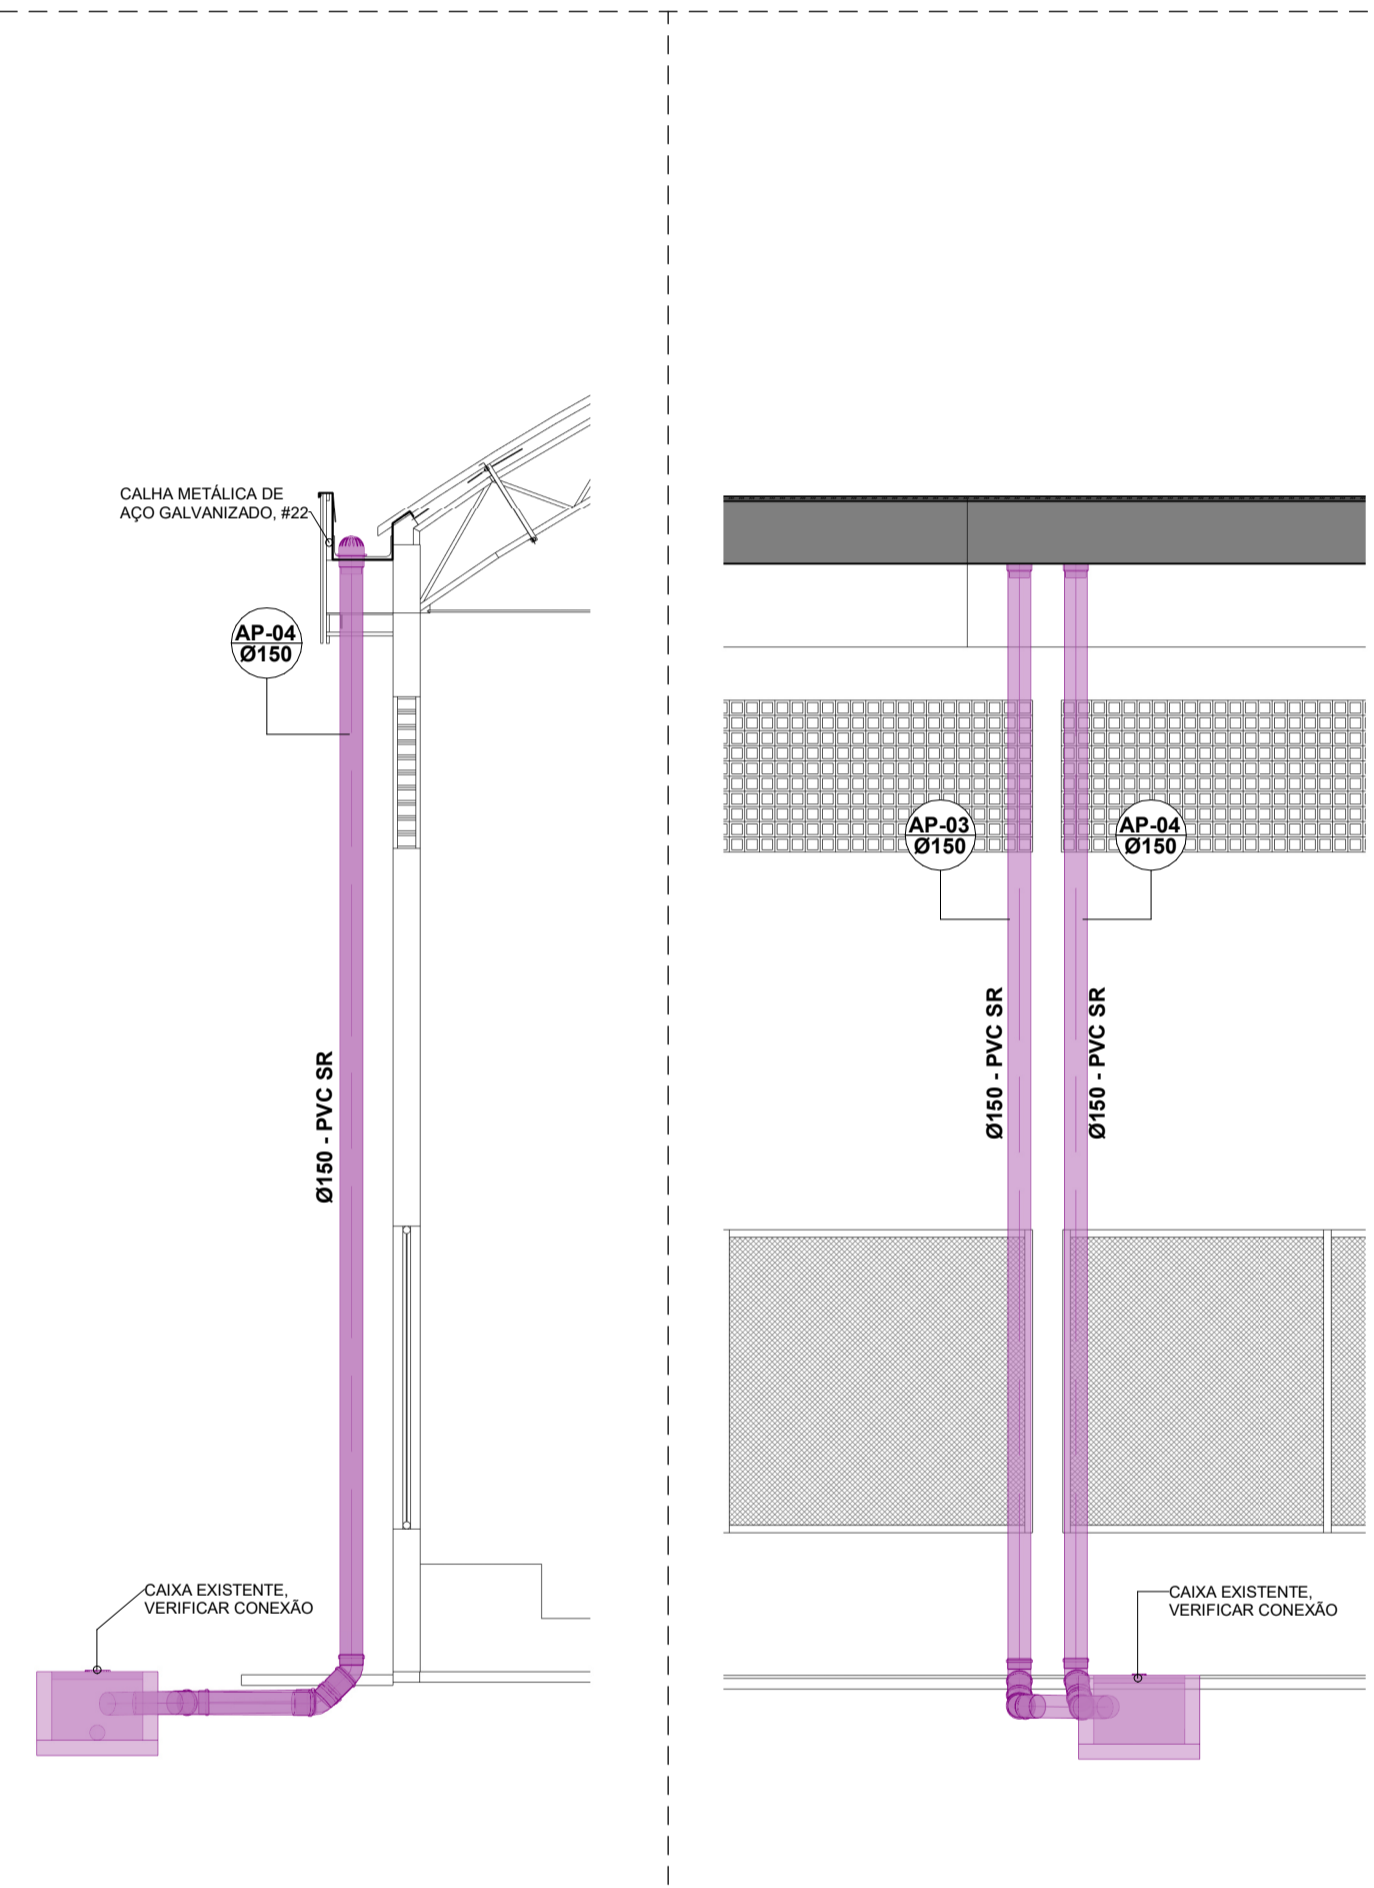 CALHA METÁLICA DE
AÇO GALVANIZADO, #22
AP-04
Ø150
Ø150 - PVC SR
CAIXA EXISTENTE,
VERIFICAR CONEXÃO
AP-03
Ø150
AP-04
Ø150
Ø150 - PVC SR
Ø150 - PVC SR
CAIXA EXISTENTE,
VERIFICAR CONEXÃO